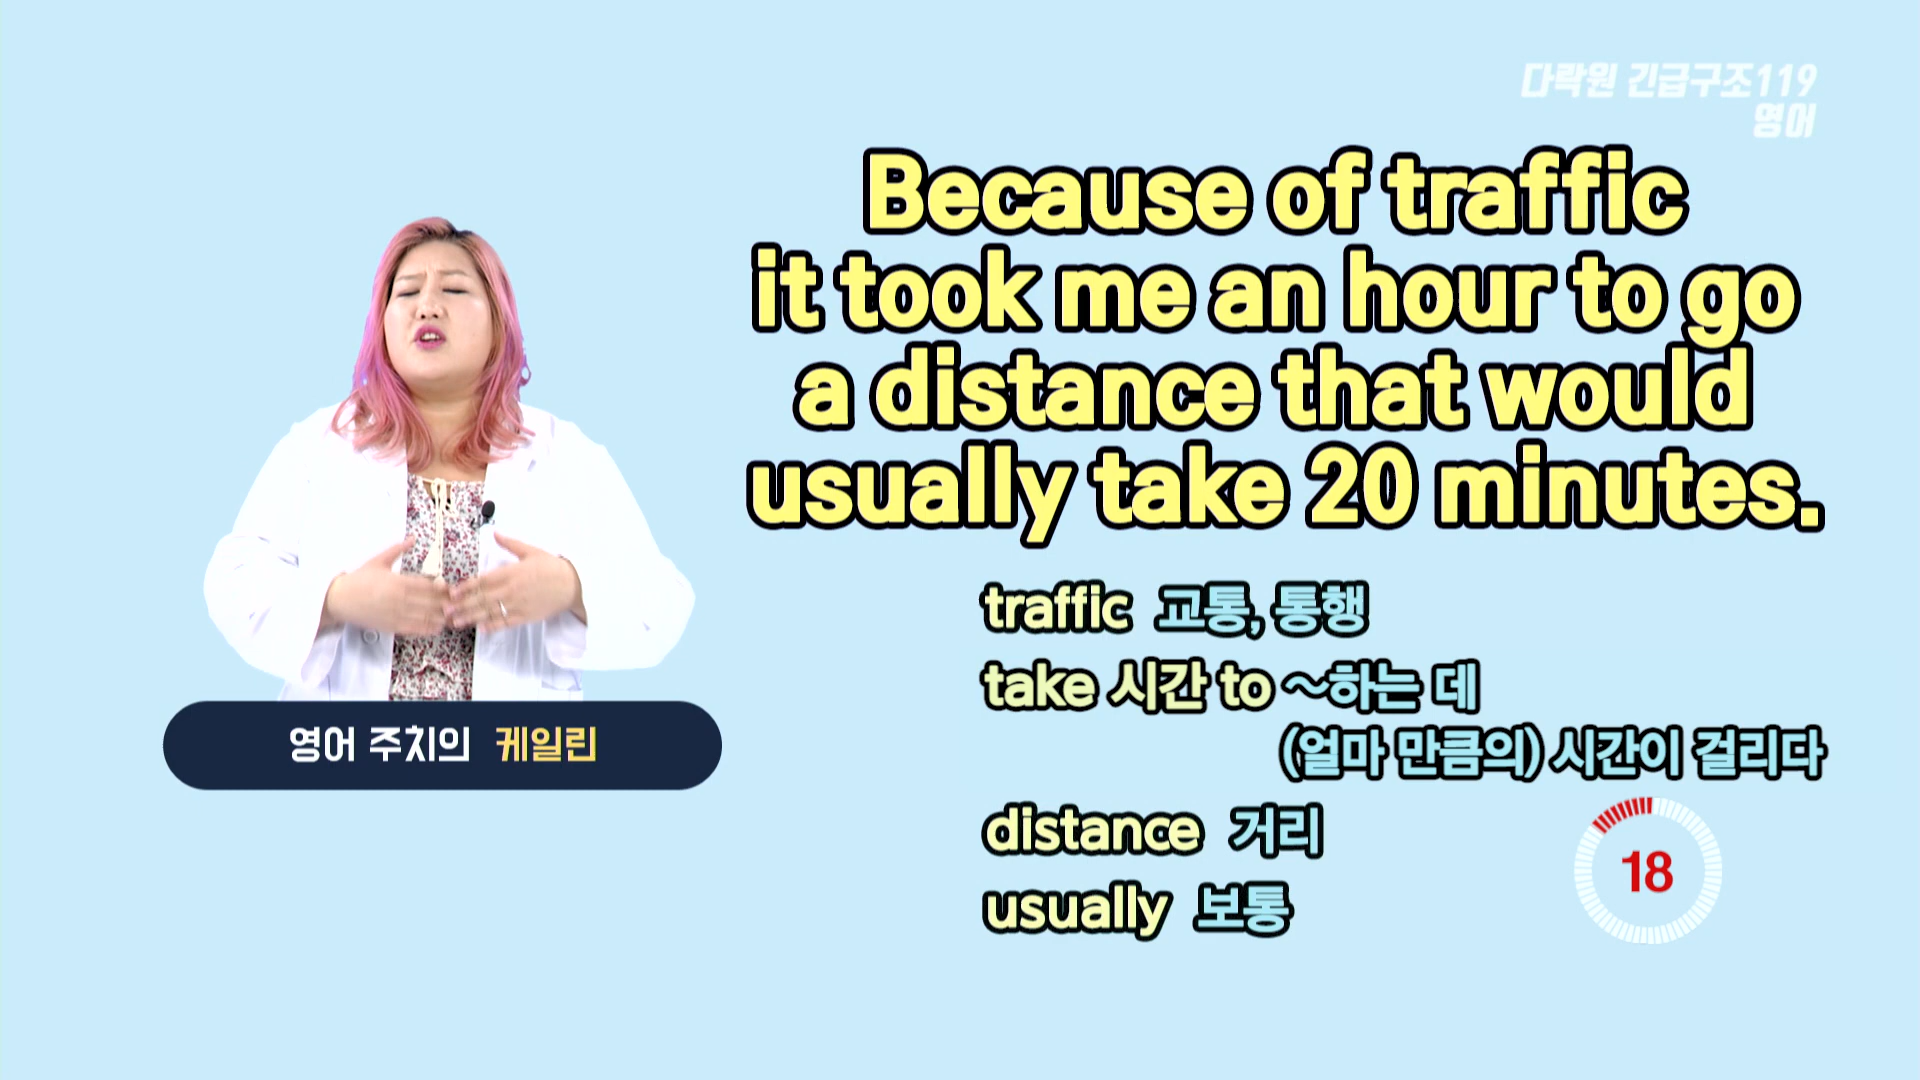 다락원 긴급구조119
영어
Because of traffic
it took me an hour to go
a distance that would
usually take 20 minutes.
traffic 교통, 통행
take 시간 to ~하는 데
(얼마 만큼의) 시간이 걸리다
distance 거리
usually 보통
18
영어 주치의 케일린